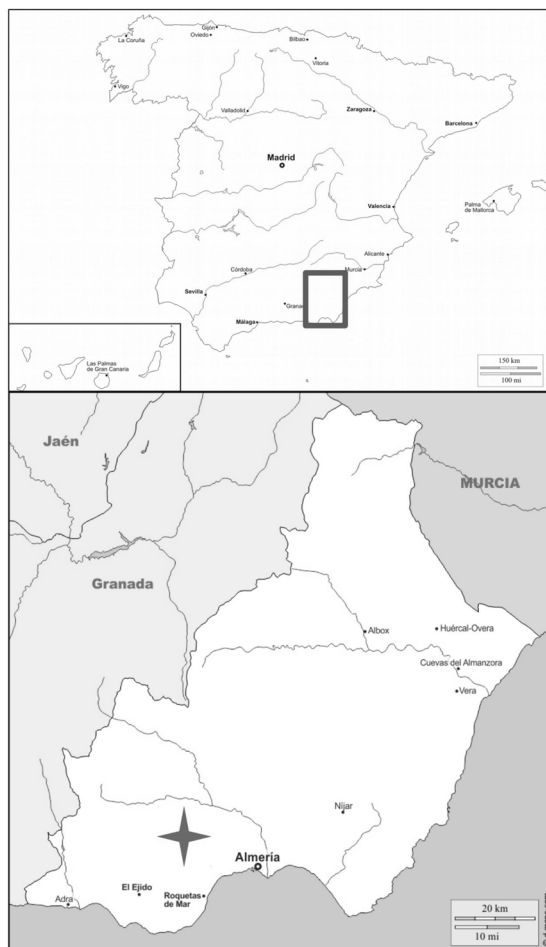 Gijón
La Coruña
Oviedo
Bilbao
Vitoria
Vigo
Valladolid
Zaragoza
Barcelona
Madrid
Valencia
Palma
de Mallorca
Alicante
Murcia
Córdoba
Sevilla
Granad
Málaga
Las Palmas
de Gran Canaria
150 km
100 mi
Jaén
MURCIA
Granada
Albox
Huércal-Overa
Cuevas del Almanzora
Vera
Níjar
Almería
El Ejido
Roquetas
de Mar
Adra
20 km
10 mi